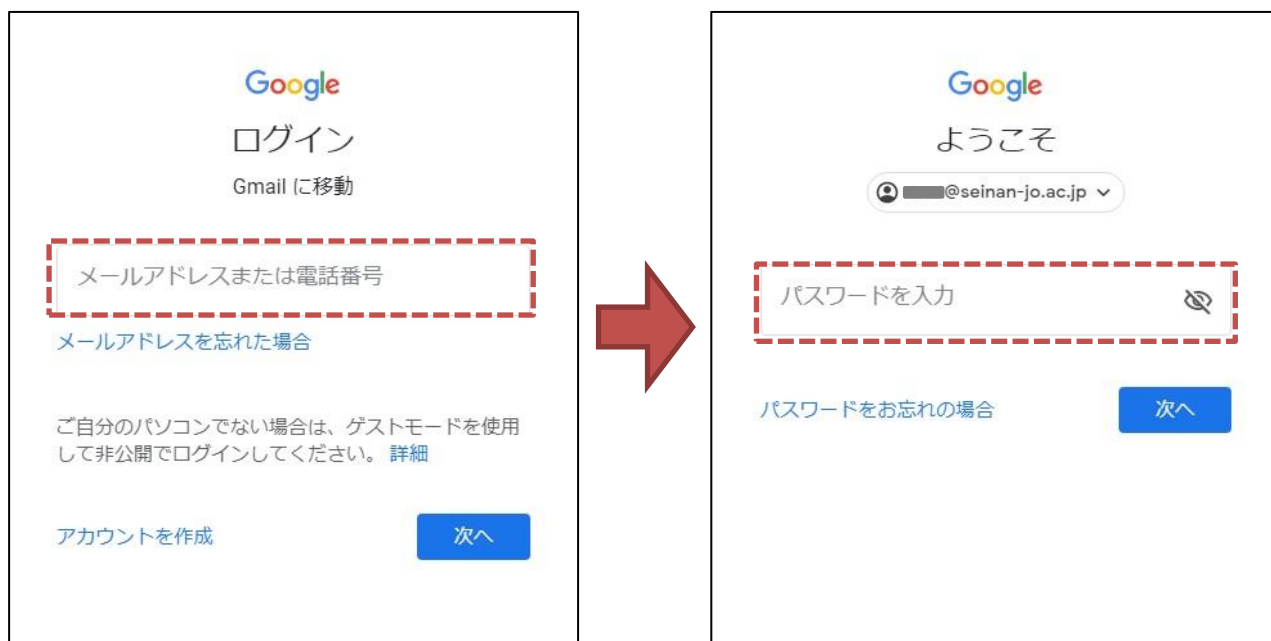 Google
ログイン
Gmail に移動
メールアドレスまたは電話番号
メールアドレスを忘れた場合
ご自分のパソコンでない場合は、ゲストモードを使用
して非公開でログインしてください。 詳細
アカウントを作成
次へ
Google
ようこそ
@seinan-jo.ac.jp
パスワードを入力
パスワードをお忘れの場合
次へ